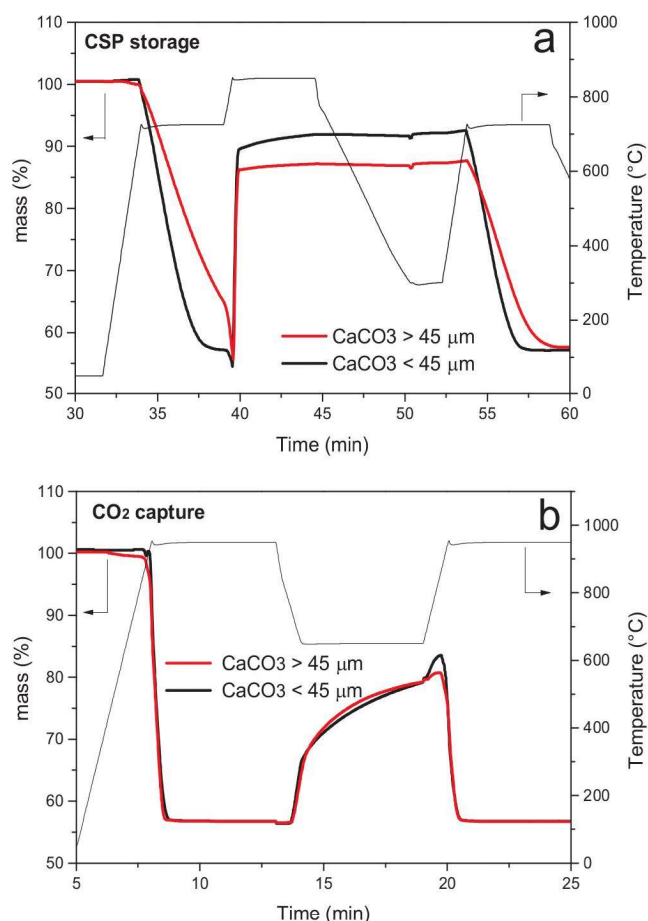 CSP storage
a
110
100
90
80
70
60
50
mass (%)
1000
800
600
400
200
0
Temperature (°C)
CaCO3 > 45 μm
CaCO3 < 45 μm
30 35 40 45 50 55 60
Time (min)
CO2 capture
b
110
100
90
80
70
60
50
mass (%)
1000
800
600
400
200
0
Temperature (°C)
CaCO3 > 45 μm
CaCO3 < 45 μm
5 10 15 20 25
Time (min)